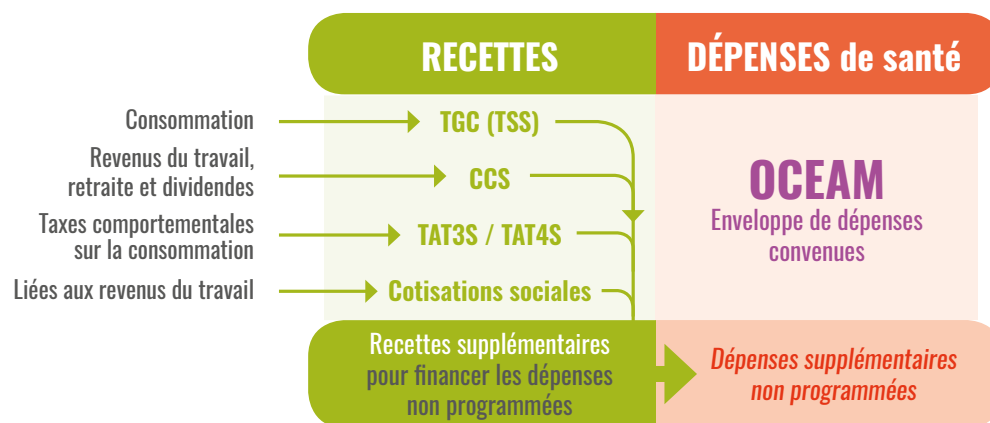 RECETTES
DÉPENSES de santé
Consommation
TGC (TSS)
Revenus du travail,
retraite et dividendes
CCS
Taxes comportementales
sur la consommation
TAT3S / TAT4S
Liées aux revenus du travail
Cotisations sociales
OCEAM
Enveloppe de dépenses
convenues
Recettes supplémentaires
pour financer les dépenses
non programmées
Dépenses supplémentaires
non programmées